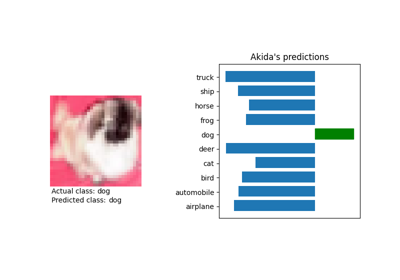 Akida's predictions
truck
ship
horse
frog
dog
deer
cat
bird
automobile
airplane
Actual class: dog
Predicted class: dog